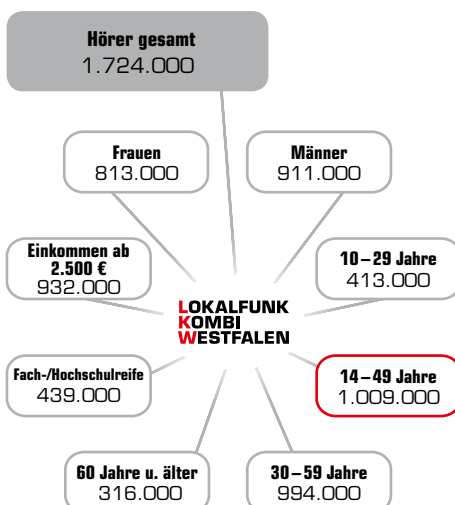 Hörer gesamt
1.724.000
Frauen
813.000
Männer
911.000
Einkommen ab
2.500 €
932.000
10–29 Jahre
413.000
LOKALFUNK
KOMBI
WESTFALEN
Fach-/Hochschulreife
439.000
14–49 Jahre
1.009.000
60 Jahre u. älter
316.000
30–59 Jahre
994.000